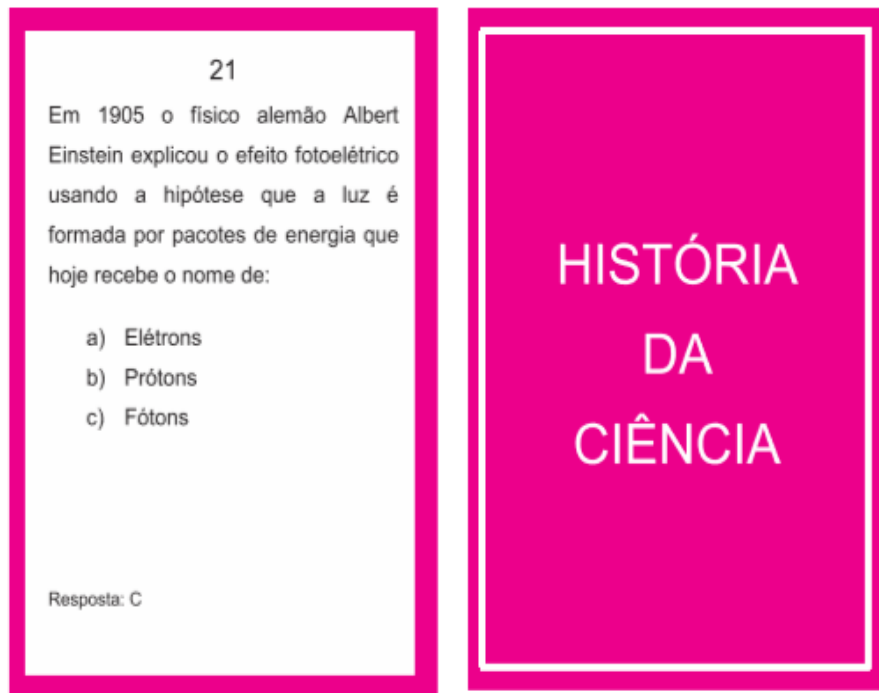 21
Em 1905 o físico alemão Albert
Einstein explicou o efeito fotoelétrico
usando a hipótese que a luz é
formada por pacotes de energia que
hoje recebe o nome de:
a) Elétrons
b) Prótons
c) Fótons
Resposta: C
HISTÓRIA
DA
CIÊNCIA